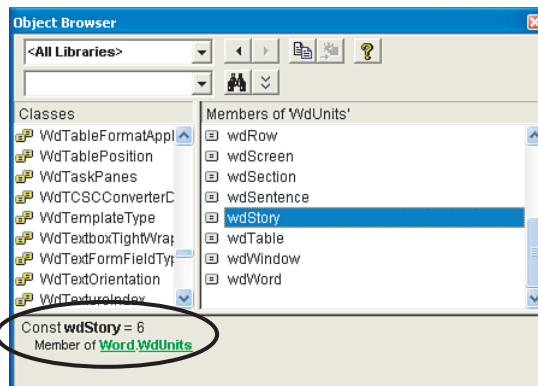 Object Browser
<All Libraries>
Classes
Members of 'WdUnits'
WdTableFormatAppl
WdTablePosition
WdTaskPanes
WdTCSCConverterD
WdTemplateType
WdTextboxTightWrap
WdTextFormFieldTyp
WdTextOrientation
WdTextureIndex
wdRow
wdScreen
wdSection
wdSentence
wdStory
wdTable
wdWindow
wdWord
Const wdStory = 6
Member of Word.WdUnits